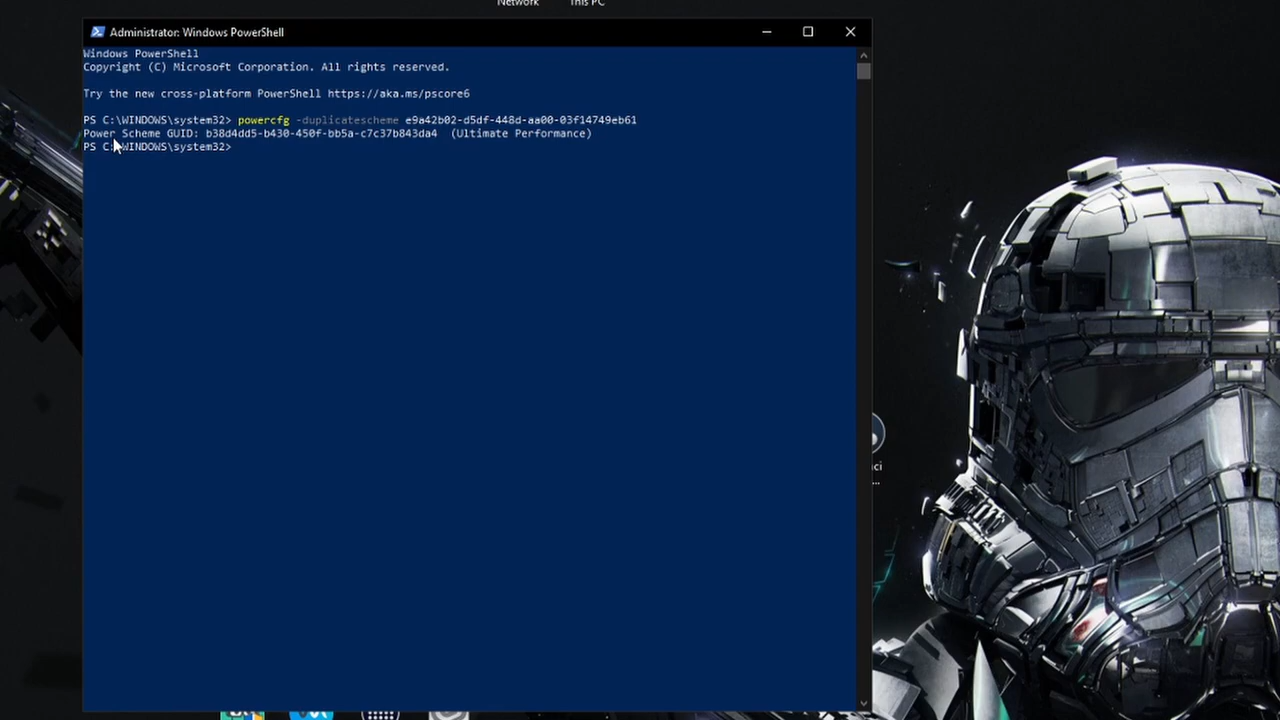 Network
This PC
Administrator: Windows PowerShell
Windows PowerShell
Copyright (C) Microsoft Corporation. All rights reserved.
Try the new cross-platform PowerShell https://aka.ms/pscore6
PS C:\WINDOWS\system32> powercfg -duplicatescheme e9a42b02-d5df-448d-aa00-03f14749eb61
Power Scheme GUID: b38d4dd5-b430-450f-bb5a-c7c37b843da4  (Ultimate Performance)
PS C:\WINDOWS\system32>
ci
...